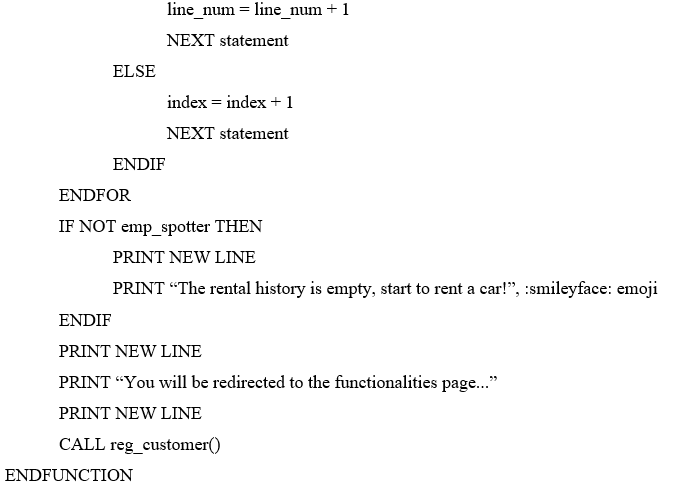 line_num = line_num + 1
NEXT statement
ELSE
index = index + 1
NEXT statement
ENDIF
ENDFOR
IF NOT emp_spotter THEN
PRINT NEW LINE
PRINT “The rental history is empty, start to rent a car!”, :smileyface: emoji
ENDIF
PRINT NEW LINE
PRINT “You will be redirected to the functionalities page...”
PRINT NEW LINE
CALL reg_customer()
ENDFUNCTION